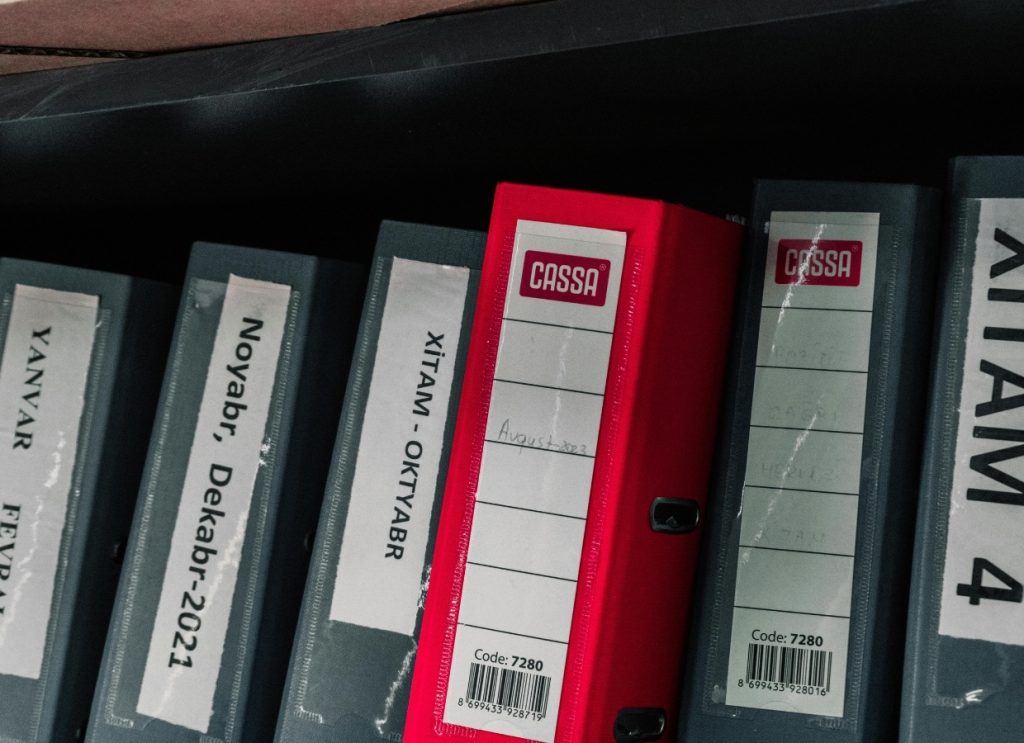 YANVAR FEVRAL
Noyabr, Dekabr-2021
XİTAM - OKTYABR
CASSA®
August-2023
Code: 7280
8 699433 928719
CASSA®
Code: 7280
8 699433 928016
XİTAM 4